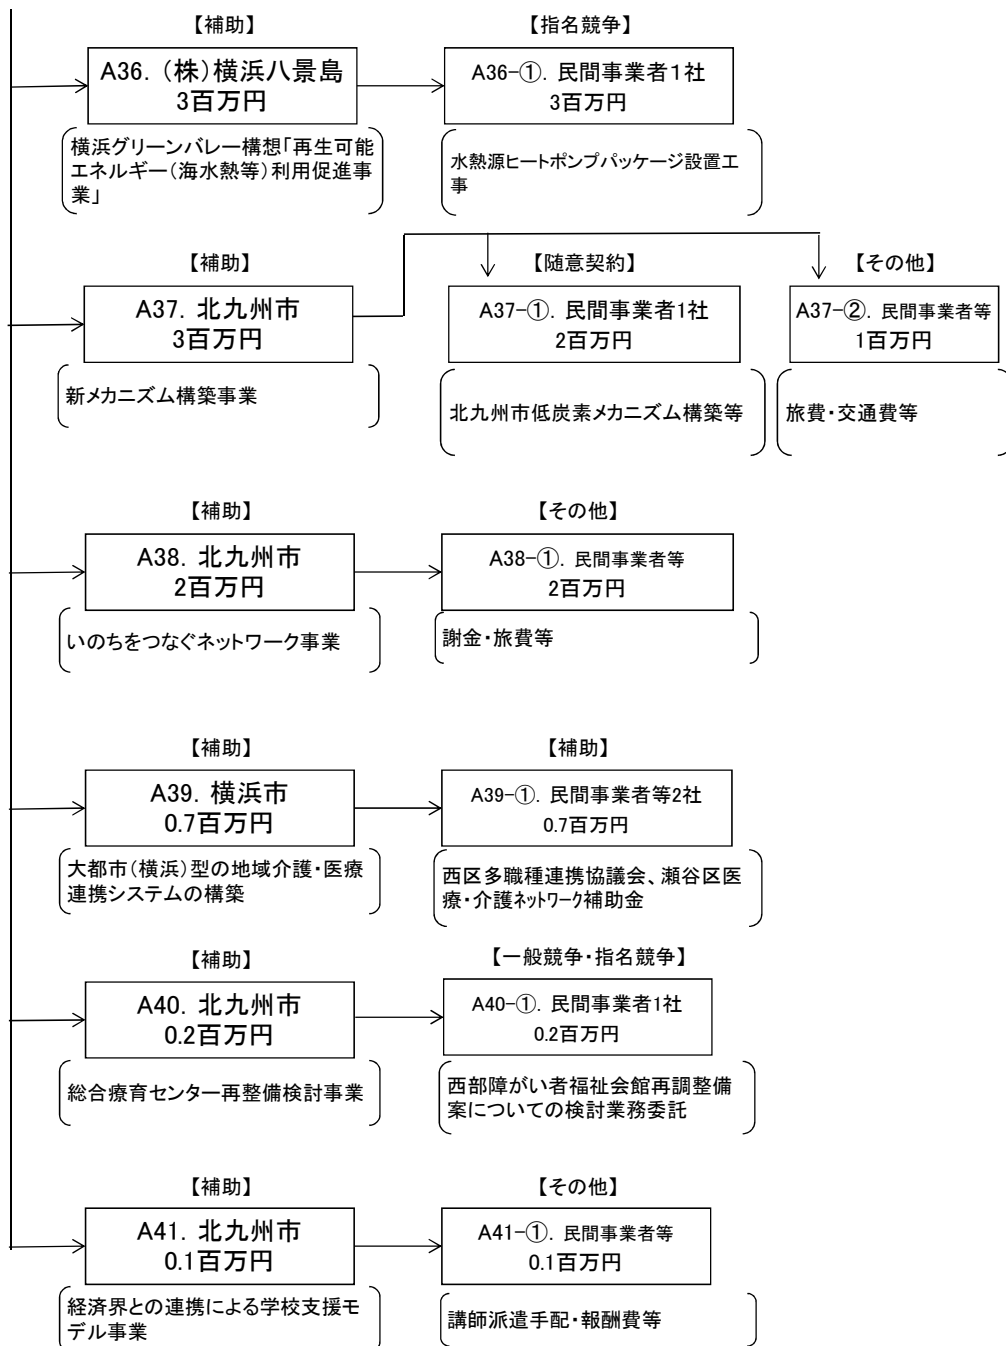 【補助】
【指名競争】
A36．（株）横浜八景島
3百万円
A36-①．民間事業者１社
3百万円
横浜グリーンバレー構想「再生可能
エネルギー（海水熱等）利用促進事
業」
水熱源ヒートポンプパッケージ設置工
事
【補助】
【随意契約】
【その他】
A37．北九州市
3百万円
A37-①．民間事業者1社
2百万円
A37-②．民間事業者等
1百万円
新メカニズム構築事業
北九州市低炭素メカニズム構築等
旅費・交通費等
【補助】
【その他】
A38．北九州市
2百万円
A38-①．民間事業者等
2百万円
いのちをつなぐネットワーク事業
謝金・旅費等
【補助】
【補助】
A39．横浜市
0.7百万円
A39-①．民間事業者等2社
0.7百万円
大都市（横浜）型の地域介護・医療
連携システムの構築
西区多職種連携協議会、瀬谷区医
療・介護ﾈｯﾄﾜｰｸ補助金
【補助】
【一般競争・指名競争】
A40．北九州市
0.2百万円
A40-①．民間事業者1社
0.2百万円
総合療育センター再整備検討事業
西部障がい者福祉会館再調整備
案についての検討業務委託
【補助】
【その他】
A41．北九州市
0.1百万円
A41-①．民間事業者等
0.1百万円
経済界との連携による学校支援モ
デル事業
講師派遣手配・報酬費等